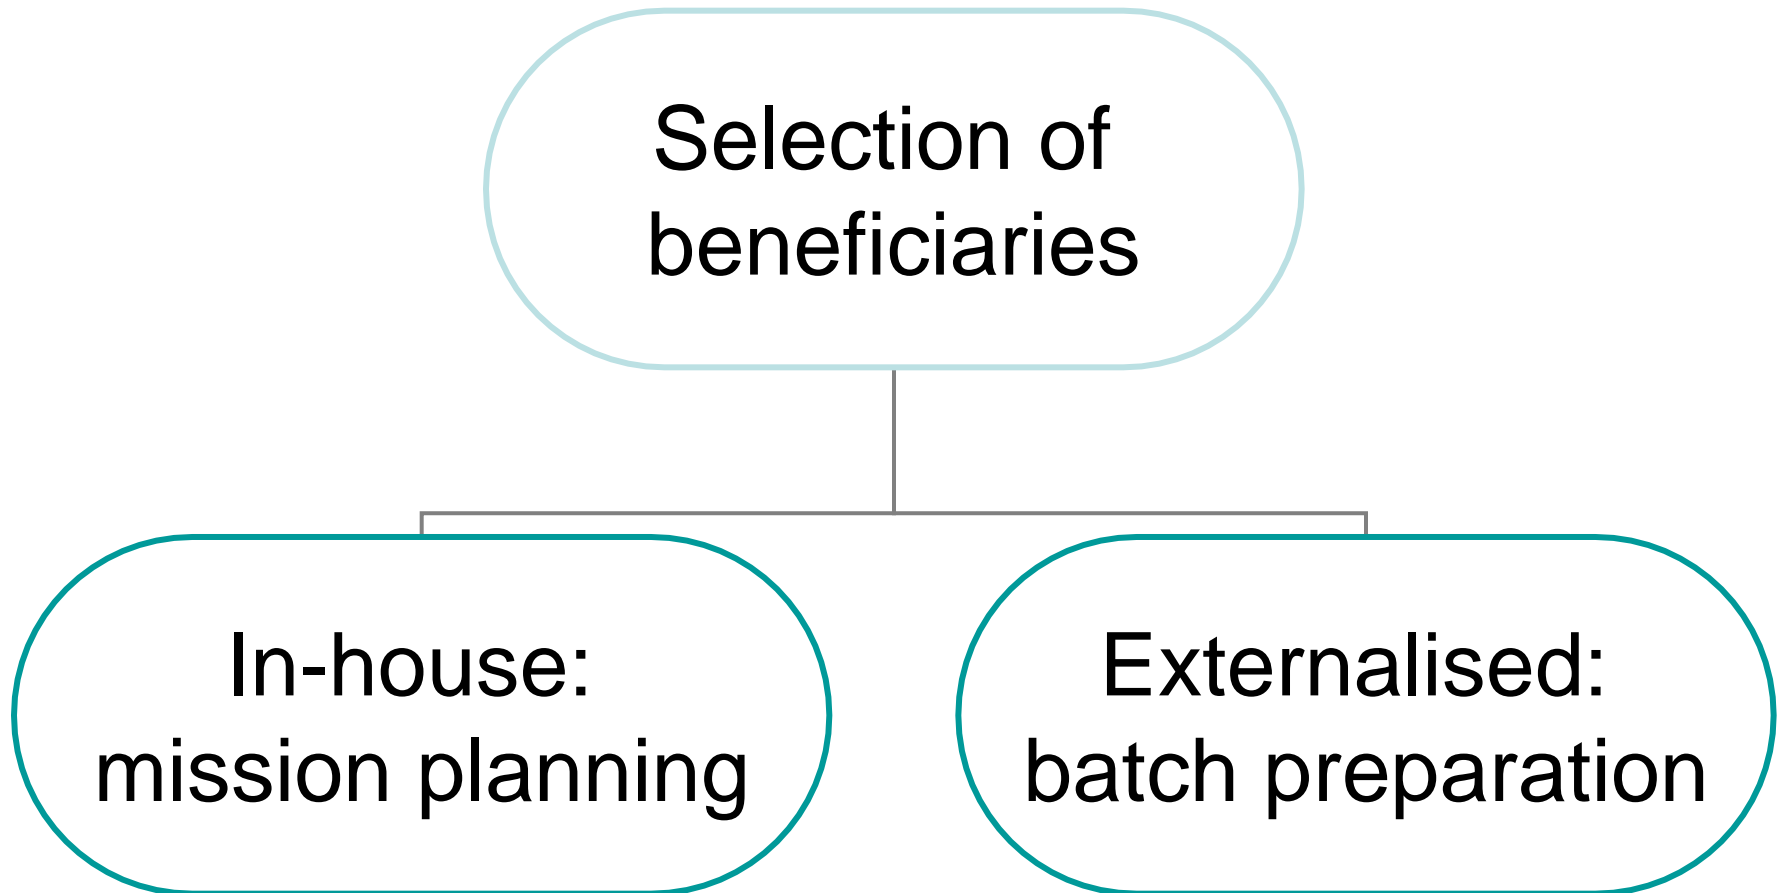 Selection of
beneficiaries
In-house:
mission planning
Externalised:
batch preparation